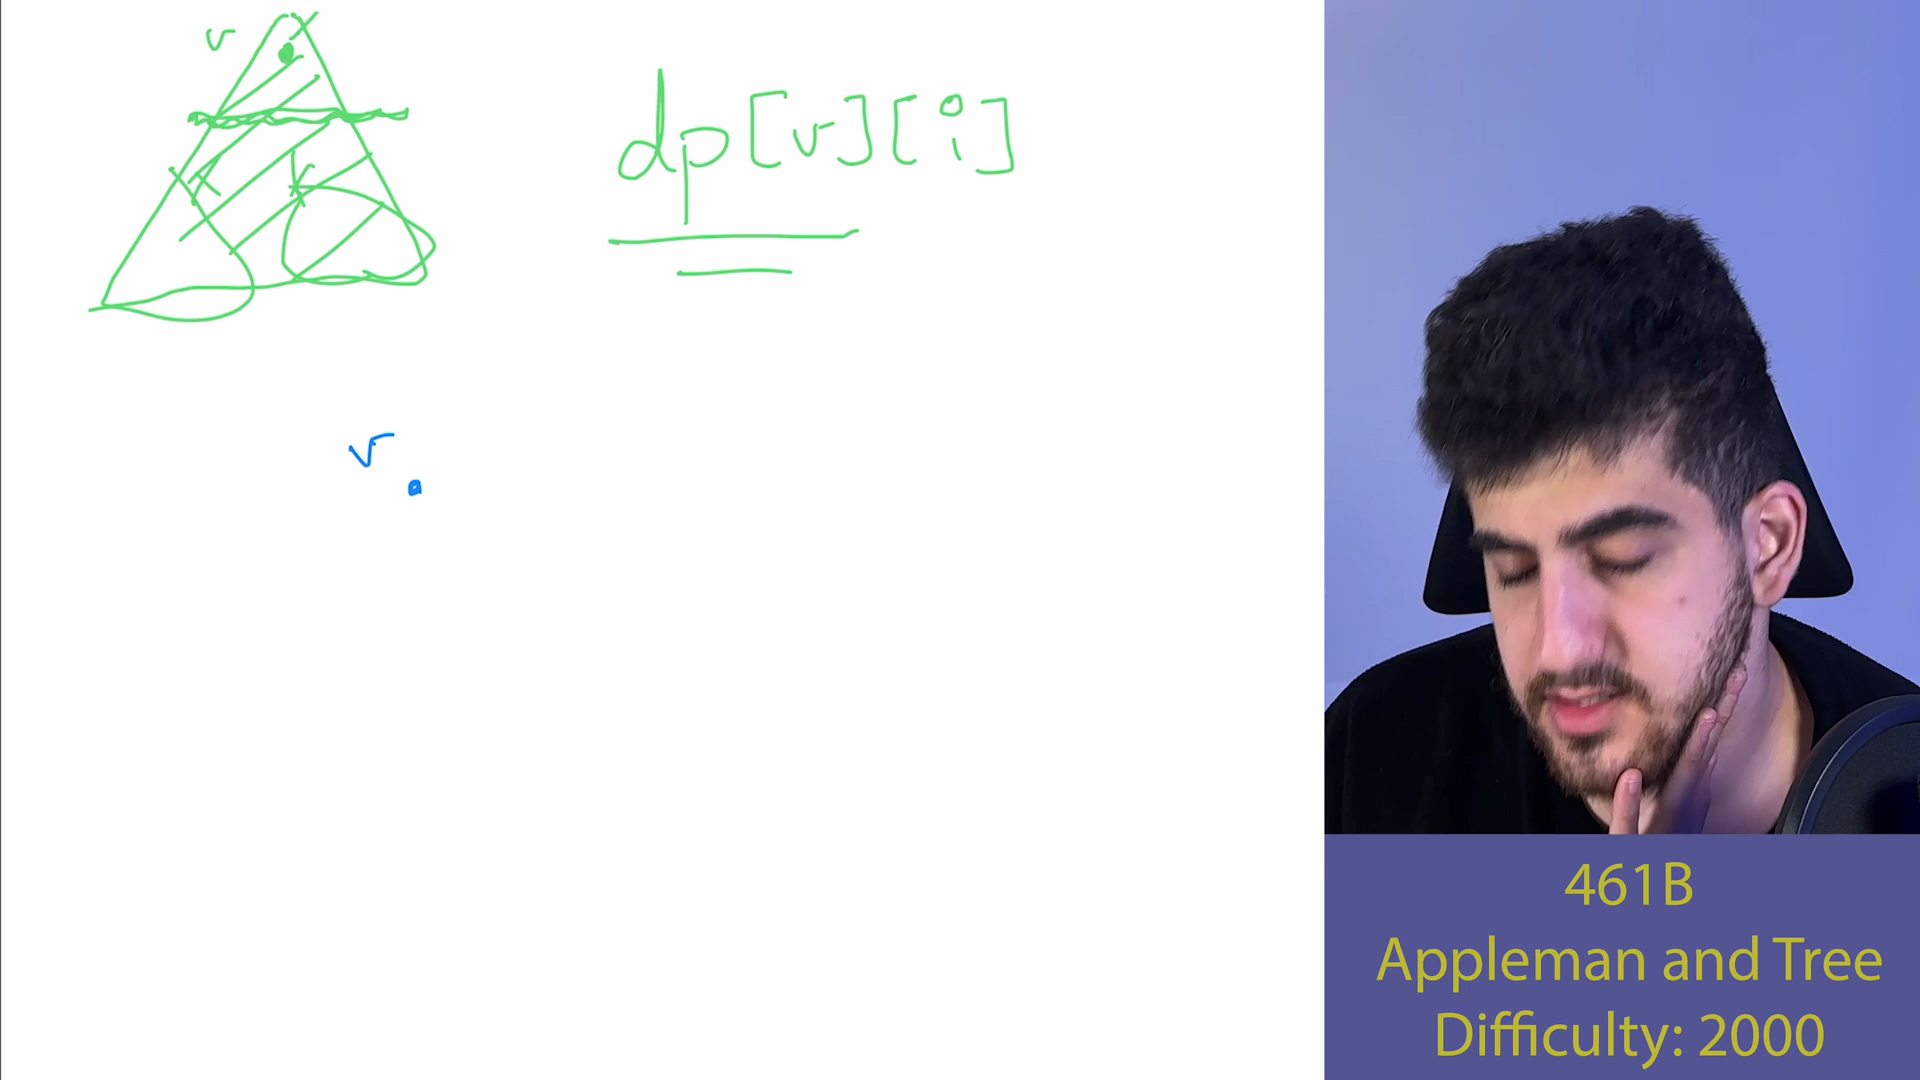 v
dp[v][i]
v
461B
Appleman and Tree
Difficulty: 2000